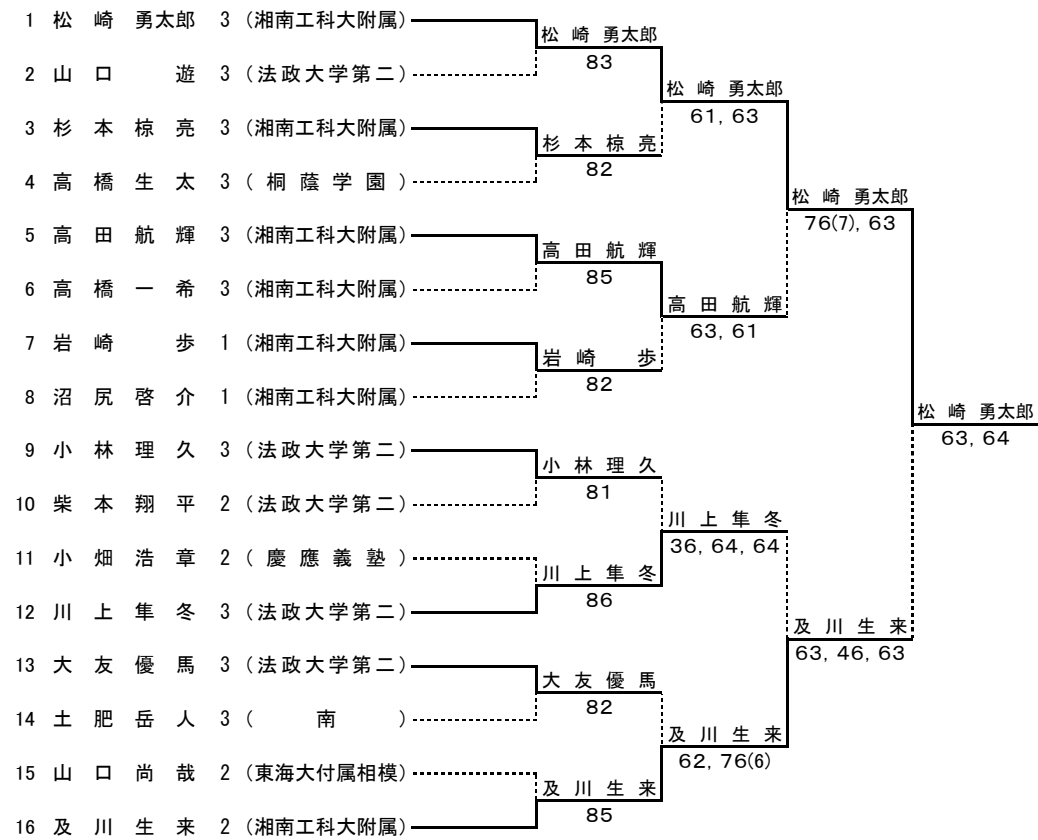 1 松崎 勇太郎 3 (湘南工科大附属)
2 山口 遊 3 (法政大学第二)
3 杉本椋亮 3 (湘南工科大附属)
4 高橋生太 3 (桐蔭学園)
5 高田航輝 3 (湘南工科大附属)
6 高橋一希 3 (湘南工科大附属)
7 岩崎 歩 1 (湘南工科大附属)
8 沼尻啓介 1 (湘南工科大附属)
9 小林理久 3 (法政大学第二)
10 柴本翔平 2 (法政大学第二)
11 小畑浩章 2 (慶應義塾)
12 川上隼冬 3 (法政大学第二)
13 大友優馬 3 (法政大学第二)
14 土肥岳人 3 (南)
15 山口尚哉 2 (東海大付属相模)
16 及川生来 2 (湘南工科大附属)
松崎 勇太郎
83
杉本椋亮
82
高田航輝
85
岩崎 歩
82
小林理久
81
川上隼冬
86
大友優馬
82
及川生来
85
松崎 勇太郎
61, 63
高田航輝
63, 61
川上隼冬
36, 64, 64
及川生来
62, 76(6)
松崎 勇太郎
76(7), 63
及川生来
63, 46, 63
松崎 勇太郎
63, 64